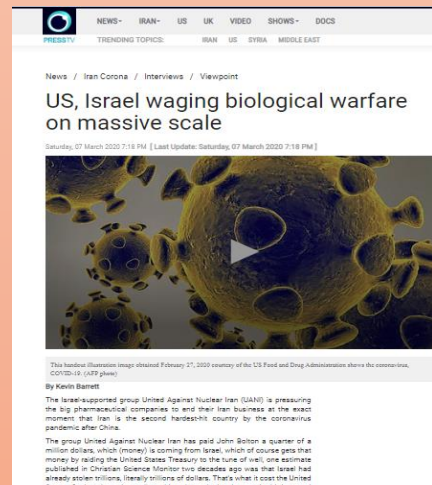 NEWS- IRAN- US UK VIDEO SHOWS- DOCS
PRESSTV TRENDING TOPICS: IRAN US SYRIA MIDDLE EAST
News / Iran Corona / Interviews / Viewpoint
US, Israel waging biological warfare
on massive scale
Saturday, 07 March 2020 7:18 PM [ Last Update: Saturday, 07 March 2020 7:18 PM ]
This handout illustration image obtained February 27, 2020 courtesy of the US Food and Drug Administration shows the coronavirus,
COVID-19. (AFP photo)
By Kevin Barrett
The Israel-supported group United Against Nuclear Iran (UANI) is pressuring
the big pharmaceutical companies to end their Iran business at the exact
moment that Iran is the second hardest-hit country by the coronavirus
pandemic after China.
The group United Against Nuclear Iran has paid John Bolton a quarter of a
million dollars, which (money) is coming from Israel, which of course gets that
money by raiding the United States Treasury to the tune of well, one estimate
published in Christian Science Monitor two decades ago was that Israel had
already stolen trillions, literally trillions of dollars. That's what it cost the United